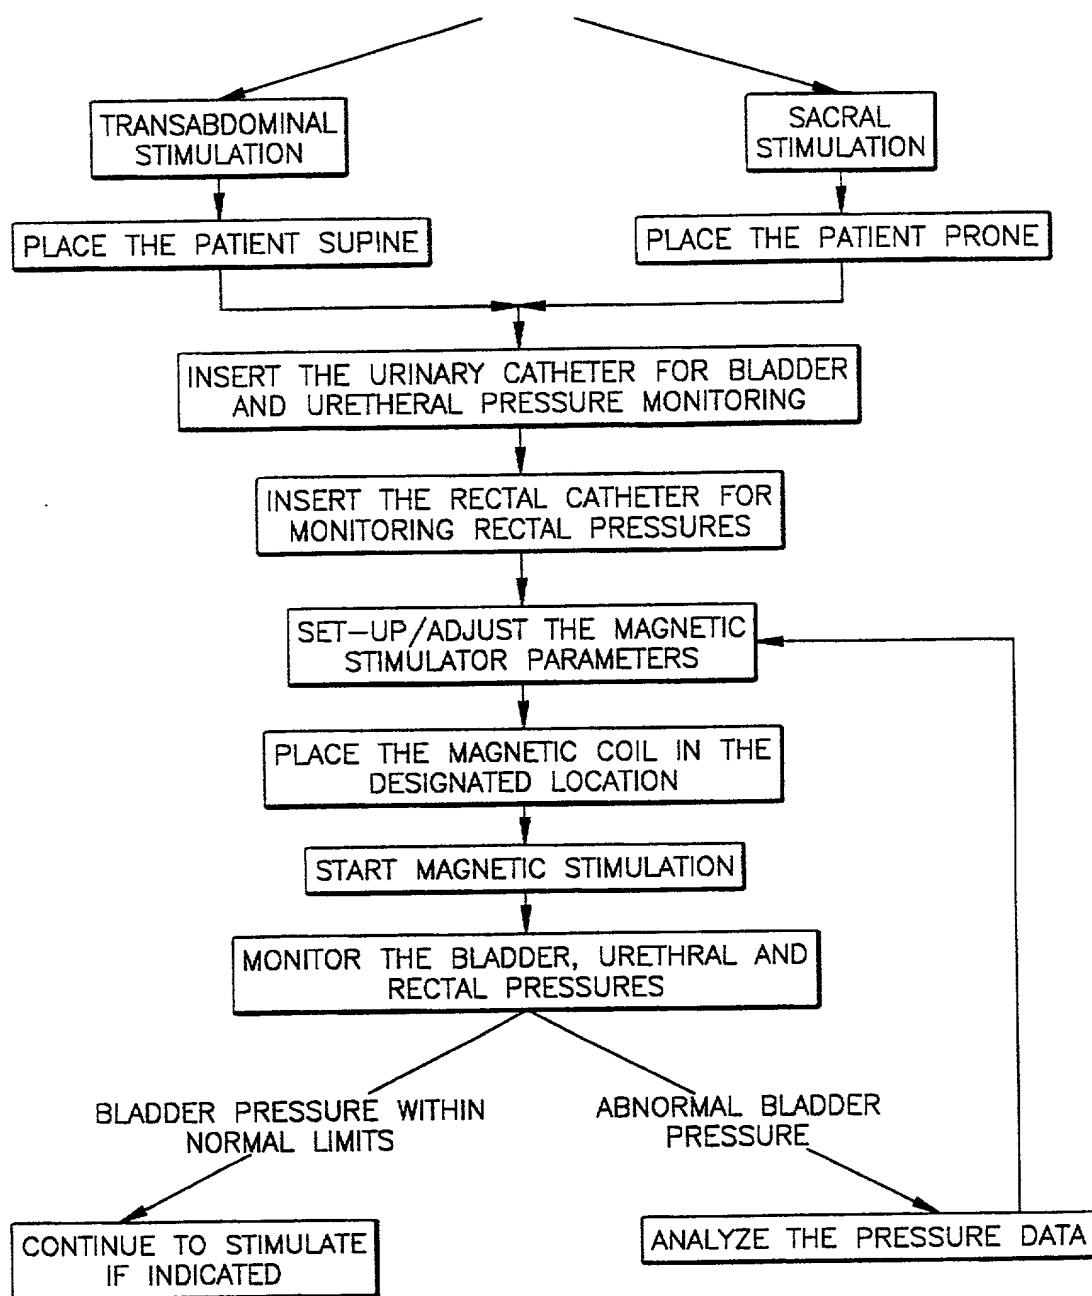 TRANSABDOMINAL
STIMULATION
SACRAL
STIMULATION
PLACE THE PATIENT SUPINE
PLACE THE PATIENT PRONE
INSERT THE URINARY CATHETER FOR BLADDER
AND URETHERAL PRESSURE MONITORING
INSERT THE RECTAL CATHETER FOR
MONITORING RECTAL PRESSURES
SET-UP/ADJUST THE MAGNETIC
STIMULATOR PARAMETERS
PLACE THE MAGNETIC COIL IN THE
DESIGNATED LOCATION
START MAGNETIC STIMULATION
MONITOR THE BLADDER, URETHRAL AND
RECTAL PRESSURES
BLADDER PRESSURE WITHIN
NORMAL LIMITS
ABNORMAL BLADDER
PRESSURE
CONTINUE TO STIMULATE
IF INDICATED
ANALYZE THE PRESSURE DATA